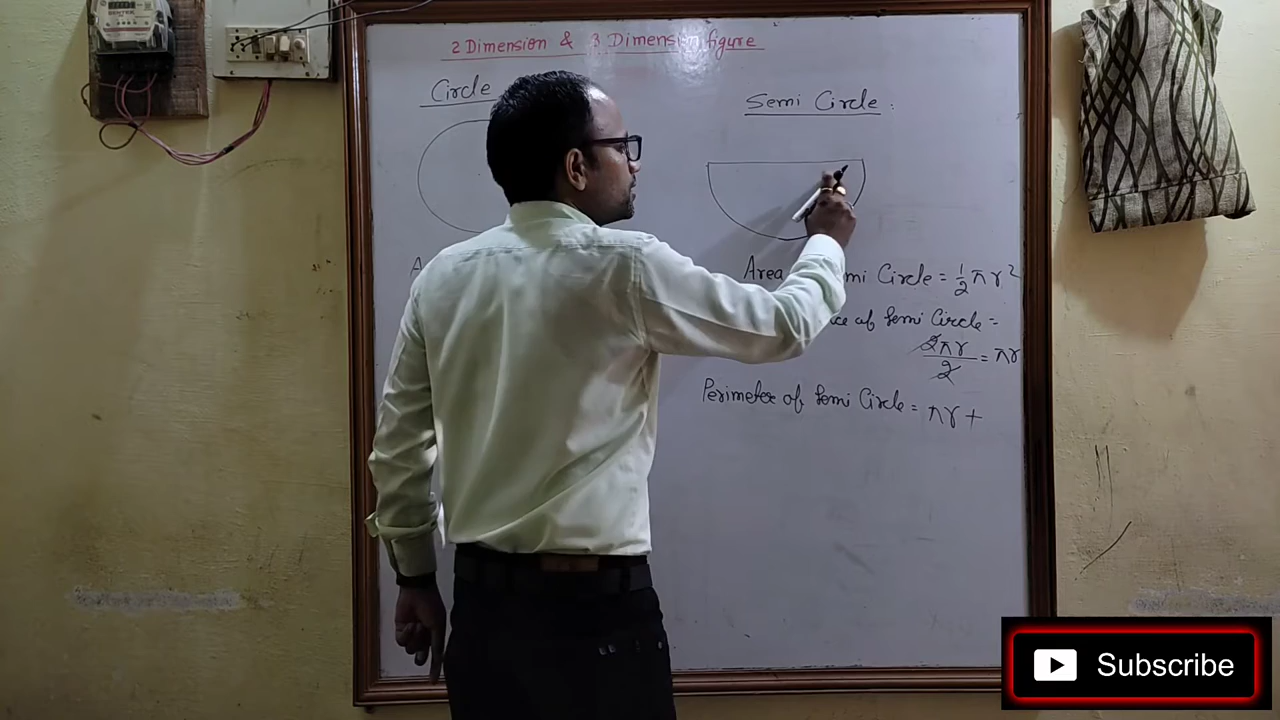 2 Dimension & 3 Dimension figure
Circle
Semi Circle :
Area mi Circle = 1/2 πr²
of Semi Circle =
2πr/2 = πr
Perimeter of Semi Circle = πr +
Subscribe